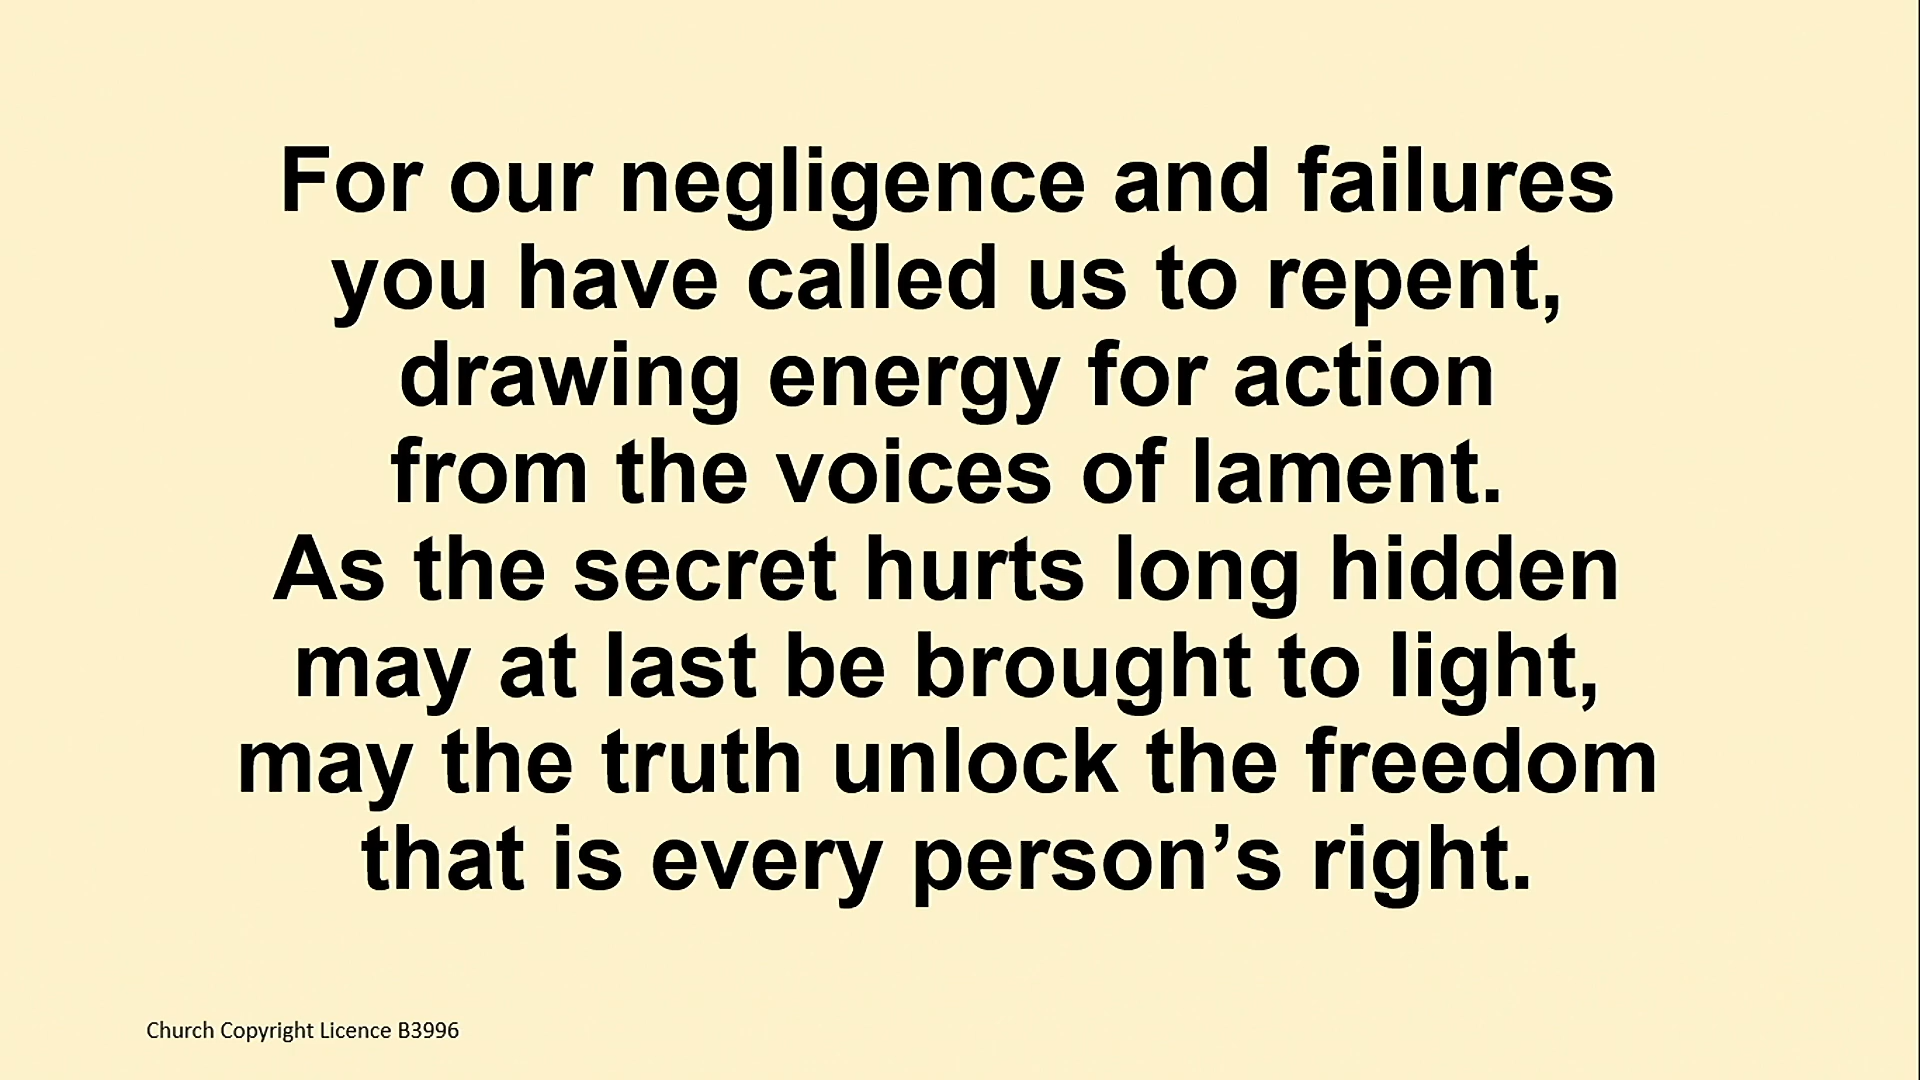 For our negligence and failures
you have called us to repent,
drawing energy for action
from the voices of lament.
As the secret hurts long hidden
may at last be brought to light,
may the truth unlock the freedom
that is every person’s right.
Church Copyright Licence B3996